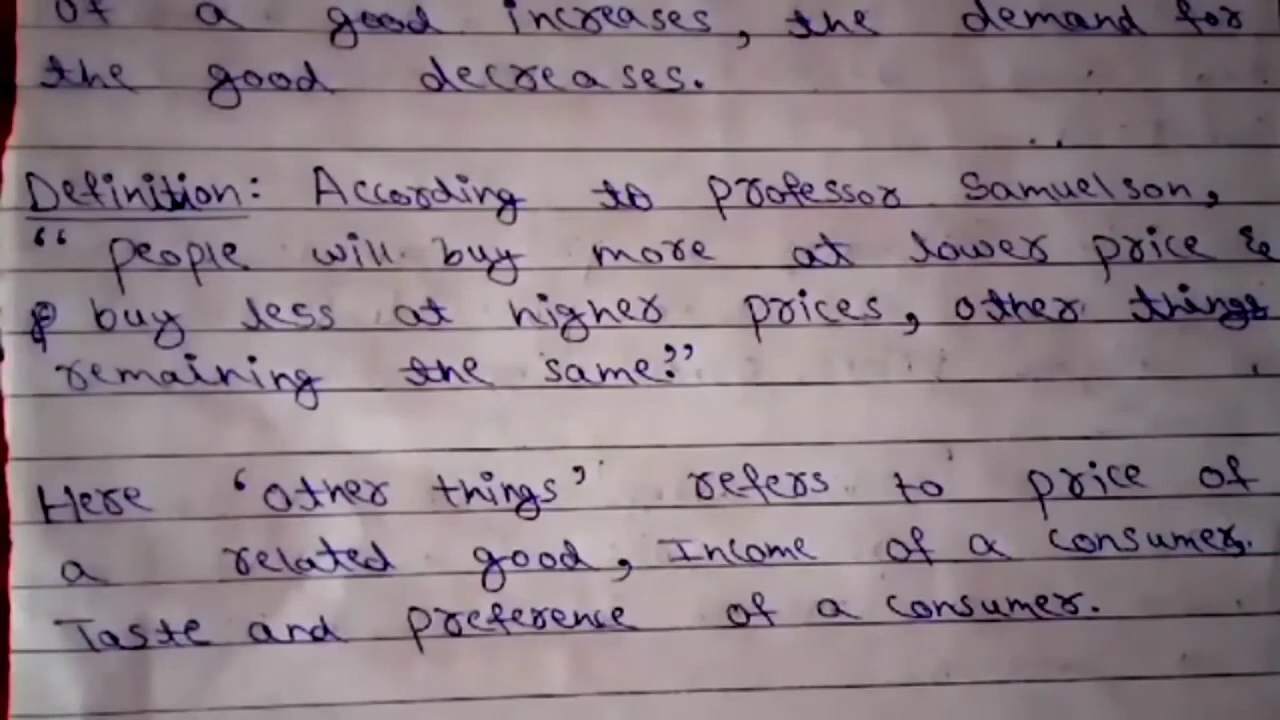 of a good increases, the demand for
the good decreases.
Definition: According to professor Samuelson,
“ people will buy more at lower price &
buy less at higher prices, other things
remaining the same.”
Here ‘other things’ refers to price of
a related good, Income of a consumer.
Taste and preference of a consumer.